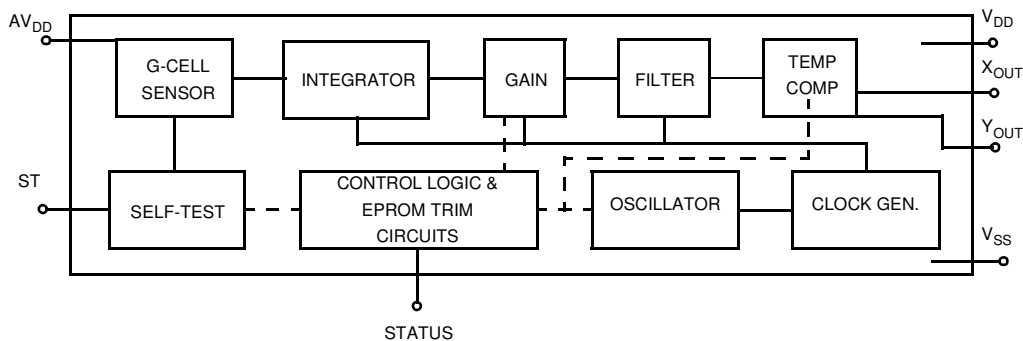 AVDD
VDD
G-CELL
SENSOR
INTEGRATOR
GAIN
FILTER
TEMP
COMP
XOUT
YOUT
ST
SELF-TEST
CONTROL LOGIC &
EPROM TRIM
CIRCUITS
OSCILLATOR
CLOCK GEN.
VSS
STATUS